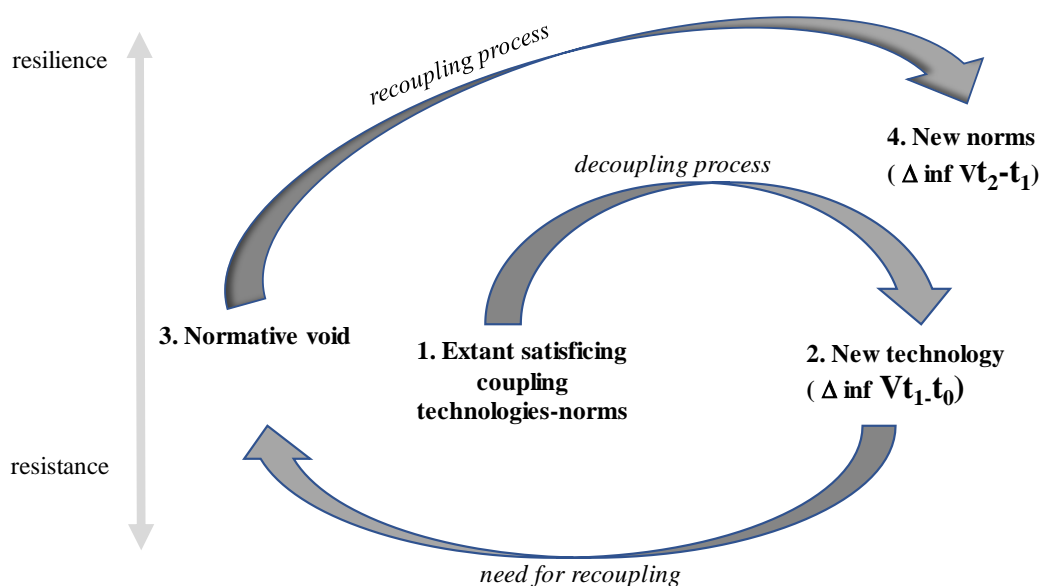 resilience
recoupling process
4. New norms
( Δ inf Vt₂-t₁)
decoupling process
3. Normative void
1. Extant satisficing
coupling
technologies-norms
2. New technology
( Δ inf Vt₁-t₀)
resistance
need for recoupling